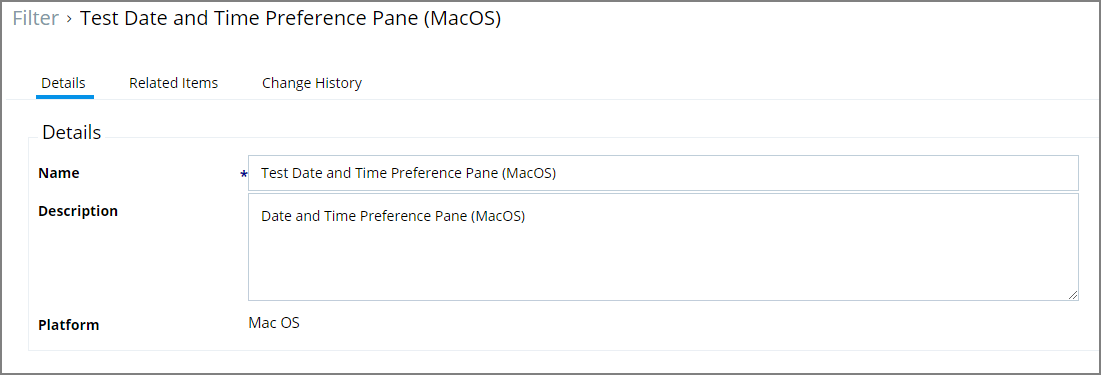 Filter › Test Date and Time Preference Pane (MacOS)
Details Related Items Change History
Details
Name * Test Date and Time Preference Pane (MacOS)
Description Date and Time Preference Pane (MacOS)
Platform Mac OS